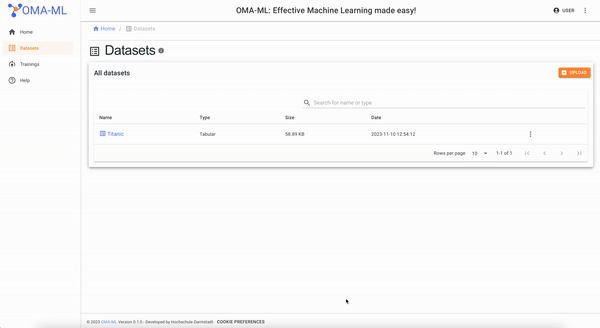 OMA-ML
OMA-ML: Effective Machine Learning made easy!
USER
Home
Datasets
Trainings
Help
Home / Datasets
Datasets
All datasets
UPLOAD
Search for name or type
Name Type Size Date
Titanic Tabular 58.89 KB 2023-11-10 12:54:12
Rows per page 10 1-1 of 1
© 2023 OMA-ML Version 0.1.0 - Developed by Hochschule Darmstadt. COOKIE PREFERENCES